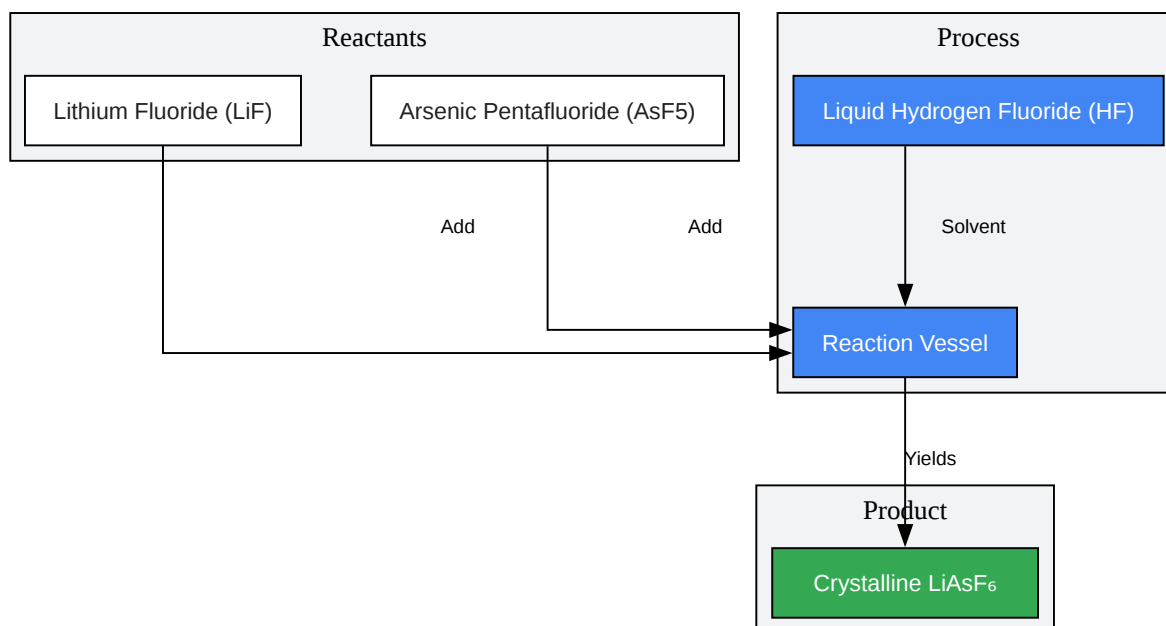 Reactants
Process
Lithium Fluoride (LiF)
Arsenic Pentafluoride (AsF5)
Liquid Hydrogen Fluoride (HF)
Add
Add
Solvent
Reaction Vessel
Yields
Product
Crystalline LiAsF₆